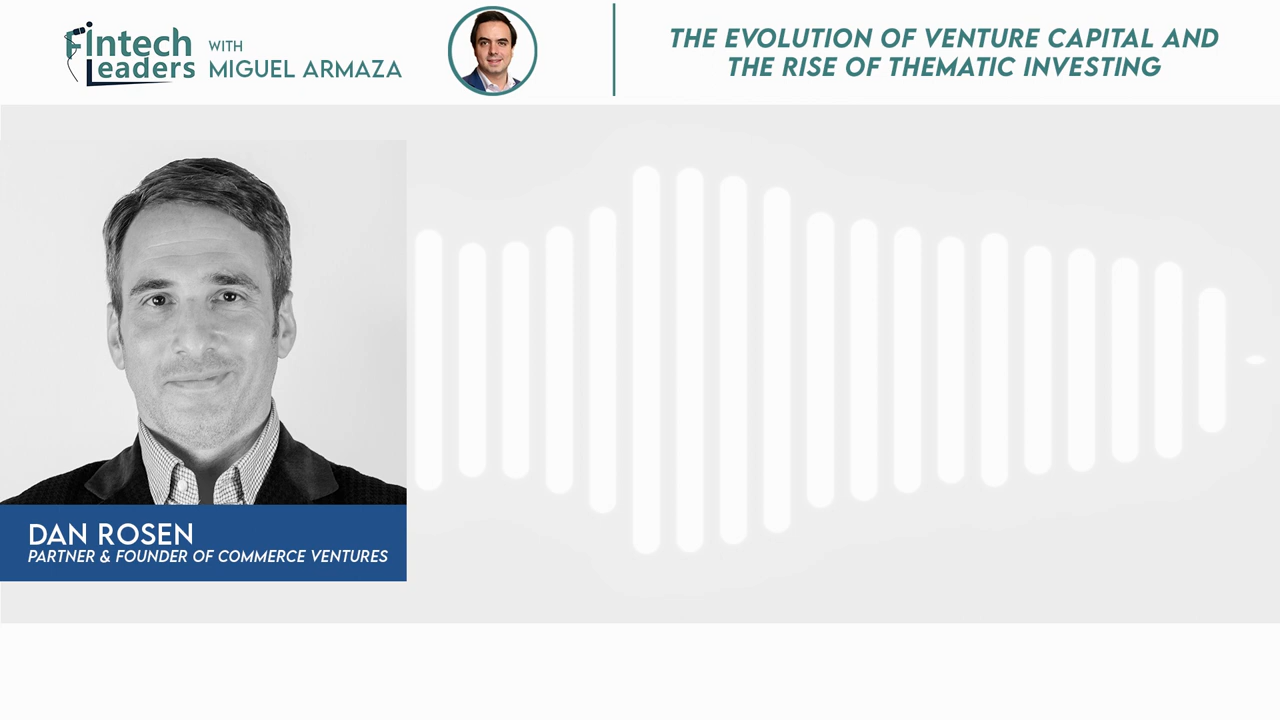 Fintech
Leaders
WITH
MIGUEL ARMAZA
THE EVOLUTION OF VENTURE CAPITAL AND
THE RISE OF THEMATIC INVESTING
DAN ROSEN
PARTNER & FOUNDER OF COMMERCE VENTURES